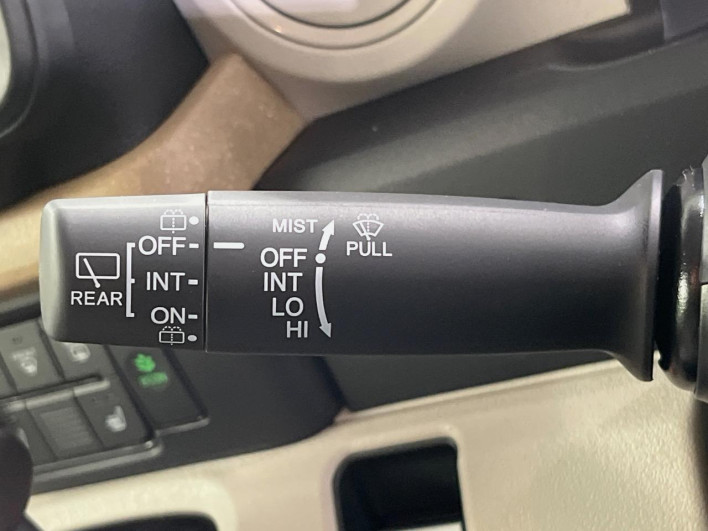 MIST
OFF
INT
LO
HI
PULL
REAR
OFF
INT
ON